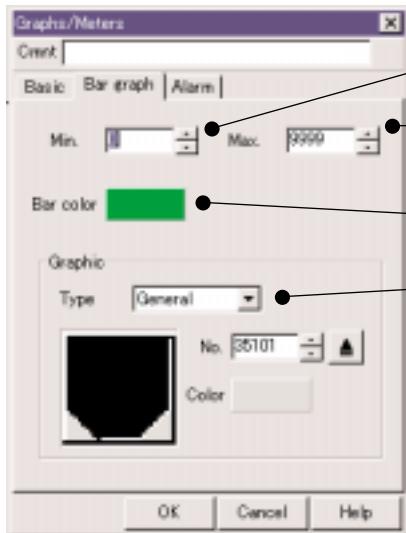 Graphs/Meters
Cmnt
Basic Bar graph Alarm
Min. Max. 9999
Bar color
Graphic
Type General
No. 35101
Color
OK Cancel Help